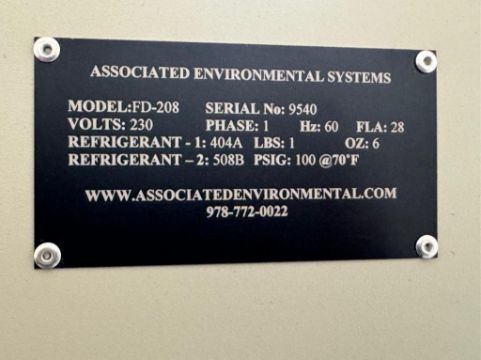 ASSOCIATED ENVIRONMENTAL SYSTEMS
MODEL:FD-208 SERIAL No: 9540
VOLTS: 230 PHASE: 1 Hz: 60 FLA: 28
REFRIGERANT - 1: 404A LBS: 1 OZ: 6
REFRIGERANT – 2: 508B PSIG: 100 @70°F
WWW.ASSOCIATEDENVIRONMENTAL.COM
978-772-0022